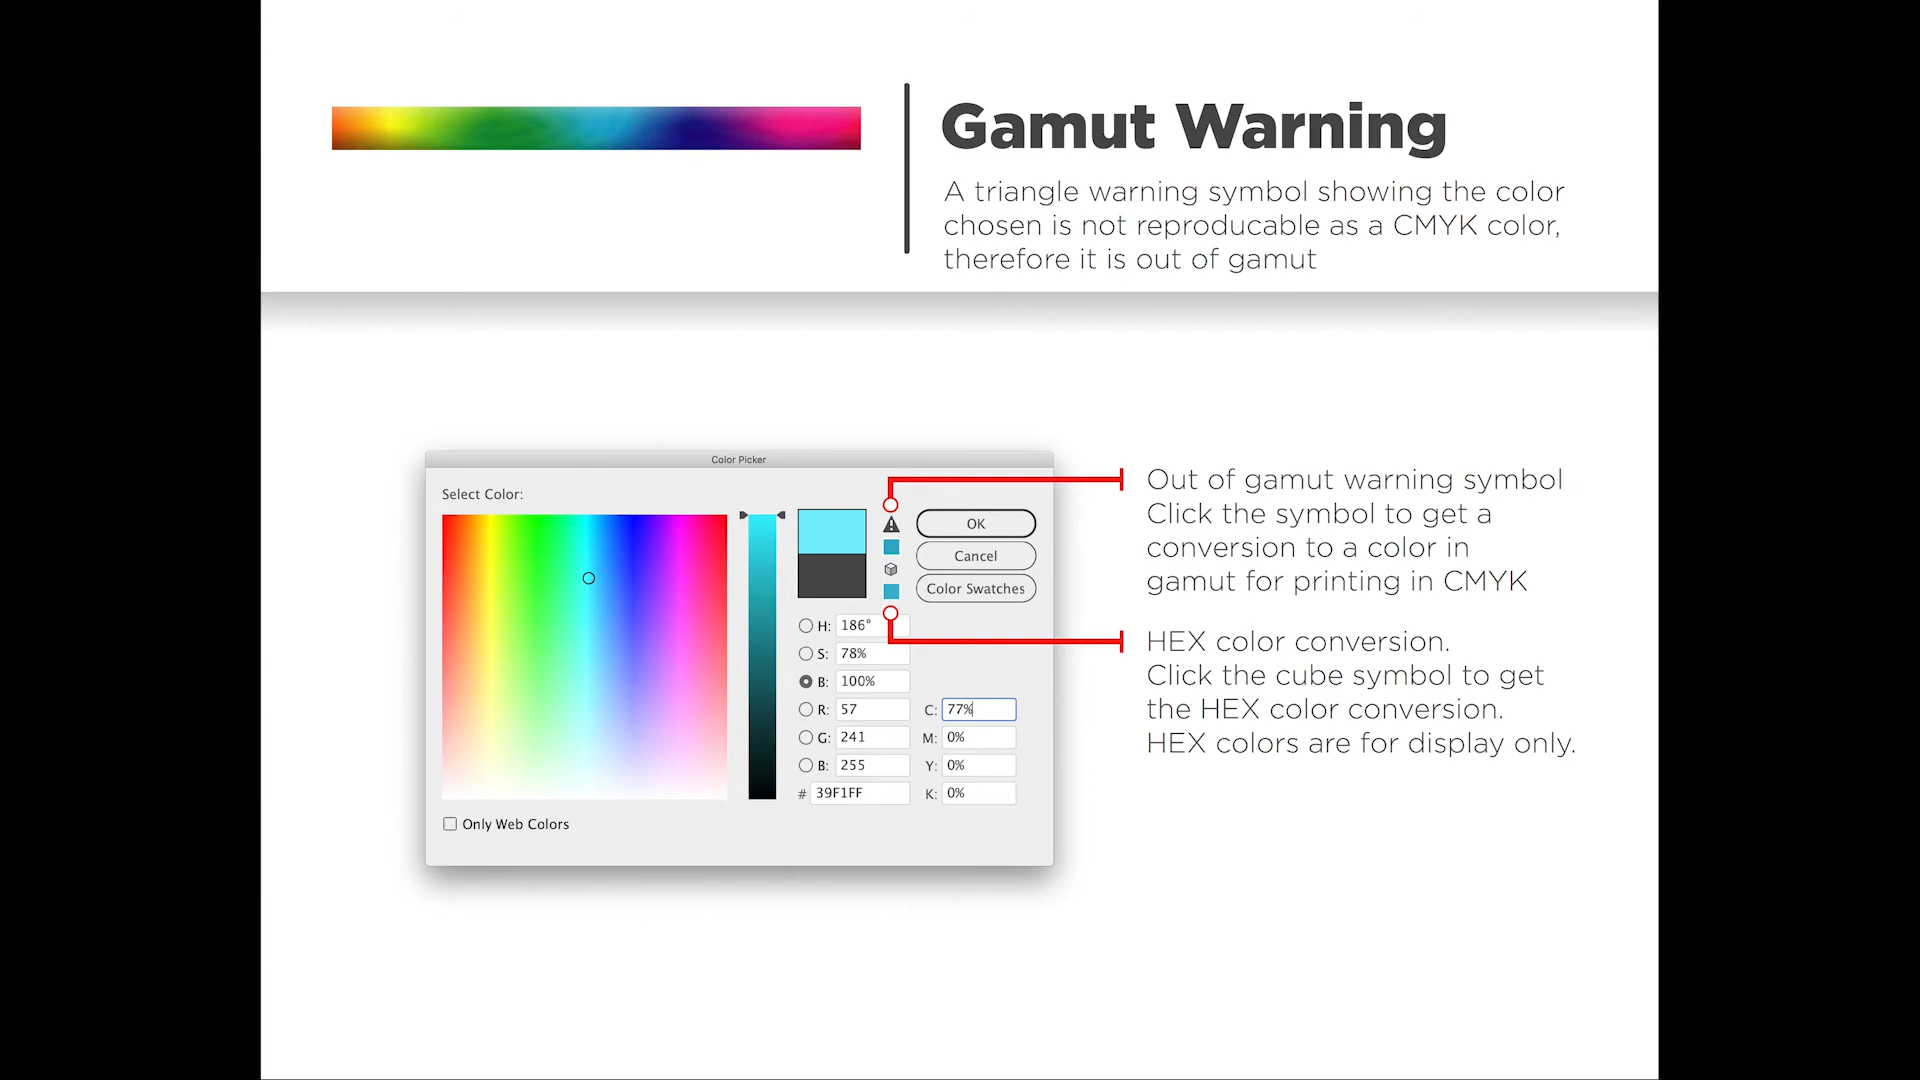 Gamut Warning
A triangle warning symbol showing the color
chosen is not reproducable as a CMYK color,
therefore it is out of gamut
Color Picker
Select Color:
OK
Cancel
Color Swatches
H: 186°
S: 78%
B: 100%
R: 57
G: 241
B: 255
# 39F1FF
C: 77%
M: 0%
Y: 0%
K: 0%
Only Web Colors
Out of gamut warning symbol
Click the symbol to get a
conversion to a color in
gamut for printing in CMYK
HEX color conversion.
Click the cube symbol to get
the HEX color conversion.
HEX colors are for display only.